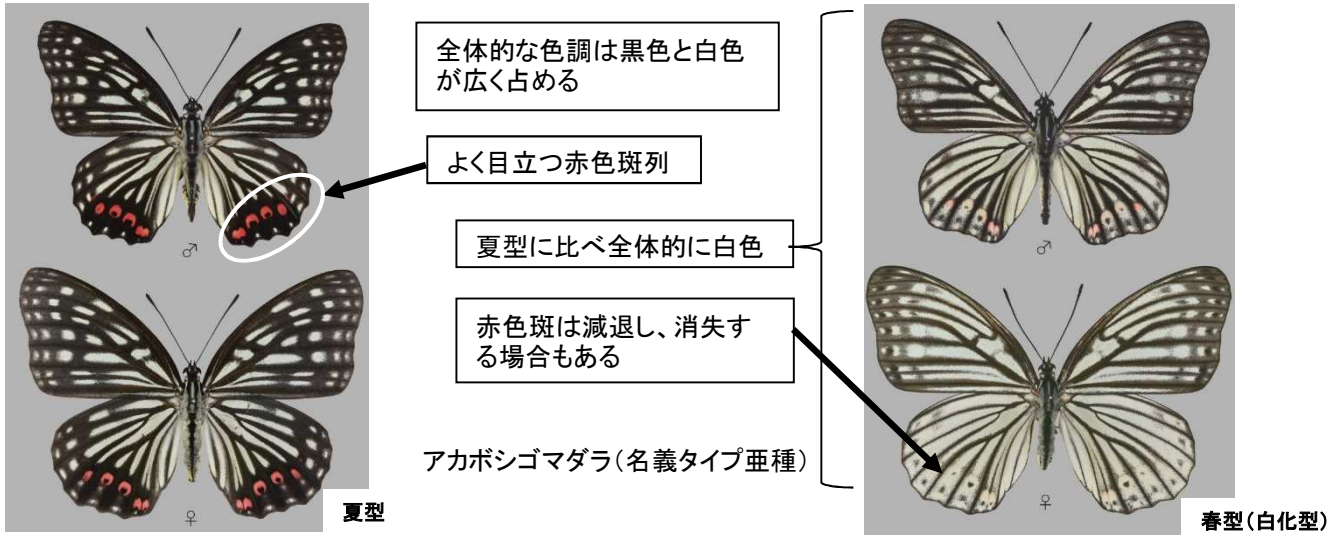 全体的な色調は黒色と白色
が広く占める
よく目立つ赤色斑列
夏型に比べ全体的に白色
赤色斑は減退し、消失す
る場合もある
アカボシゴマダラ(名義タイプ亜種)
♂
♀
夏型
♂
♀
春型(白化型)